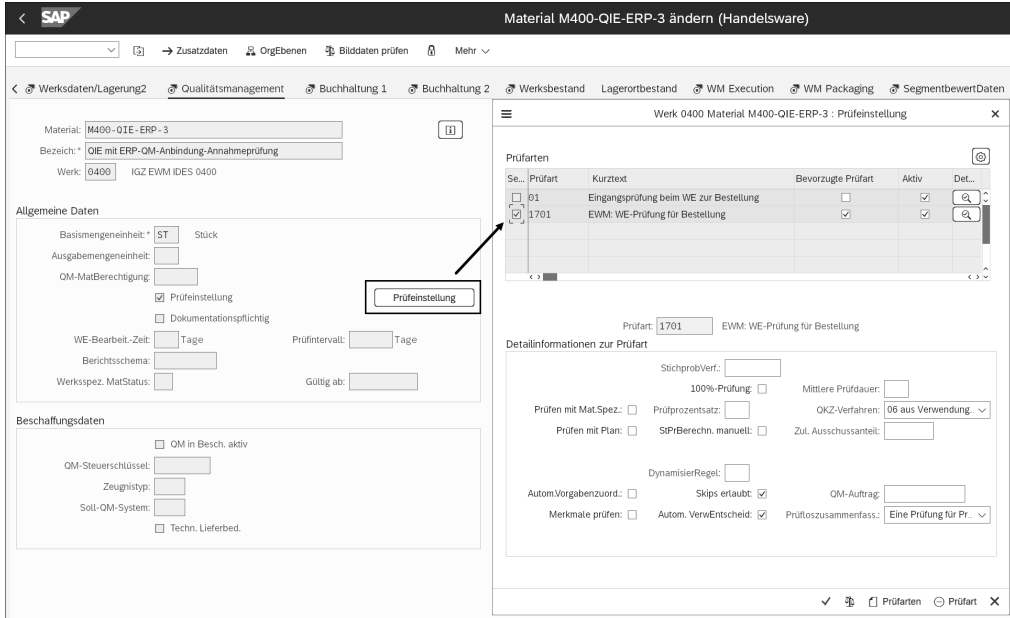 SAP Material M400-QIE-ERP-3 ändern (Handelsware)
Zusatzdaten OrgEbenen Bilddaten prüfen Mehr
Werksdaten/Lagerung2 Qualitätsmanagement Buchhaltung 1 Buchhaltung 2 Werksbestand Lagerortbestand WM Execution WM Packaging SegmentbewertDaten
Material: M400-QIE-ERP-3
Bezeich:* QIE mit ERP-QM-Anbindung-Annahmeprüfung
Werk: 0400 IGZ EWM IDES 0400
Allgemeine Daten
Basismengeneinheit:* ST Stück
Ausgabemengeneinheit:
QM-MatBerechtigung:
Prüfeinstellung Prüfeinstellung
Dokumentationspflichtig
WE-Bearbeit.-Zeit: Tage Prüfintervall: Tage
Berichtsschema:
Werksspez. MatStatus: Gültig ab:
Beschaffungsdaten
QM in Besch. aktiv
QM-Steuerschlüssel:
Zeugnistyp:
Soll-QM-System:
Techn. Lieferbed.
Werk 0400 Material M400-QIE-ERP-3 : Prüfeinstellung
Prüfarten
Se... Prüfart Kurztext Bevorzugte Prüfart Aktiv Det...
01 Eingangsprüfung beim WE zur Bestellung
1701 EWM: WE-Prüfung für Bestellung
Prüfart: 1701 EWM: WE-Prüfung für Bestellung
Detailinformationen zur Prüfart
StichprobVerf.:
100%-Prüfung: Mittlere Prüfdauer:
Prüfen mit Mat.Spez.: Prüfprozentsatz: QKZ-Verfahren: 06 aus Verwendung..
Prüfen mit Plan: StPrBerechn. manuell: Zul. Ausschussanteil:
DynamisierRegel:
Autom.Vorgabenzuord.: Skips erlaubt: QM-Auftrag:
Merkmale prüfen: Autom. VerwEntscheid: Prüfloszusammenfass.: Eine Prüfung für Pr..
Prüfarten Prüfart